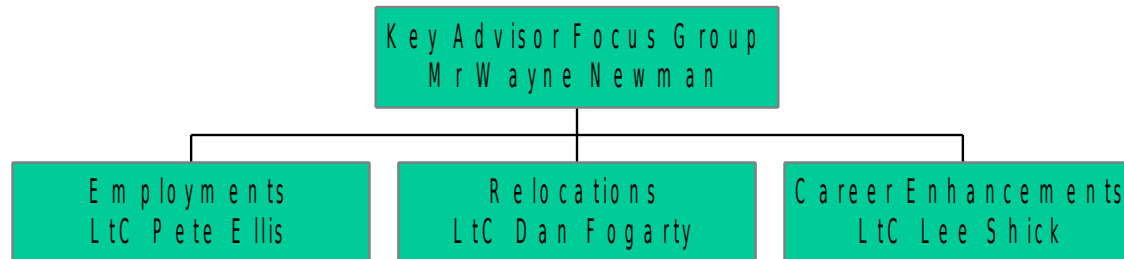 Key Advisor Focus Group
Mr Wayne Newman
Employments
LtC Pete Ellis
Relocations
LtC Dan Fogarty
Career Enhancements
LtC Lee Shick